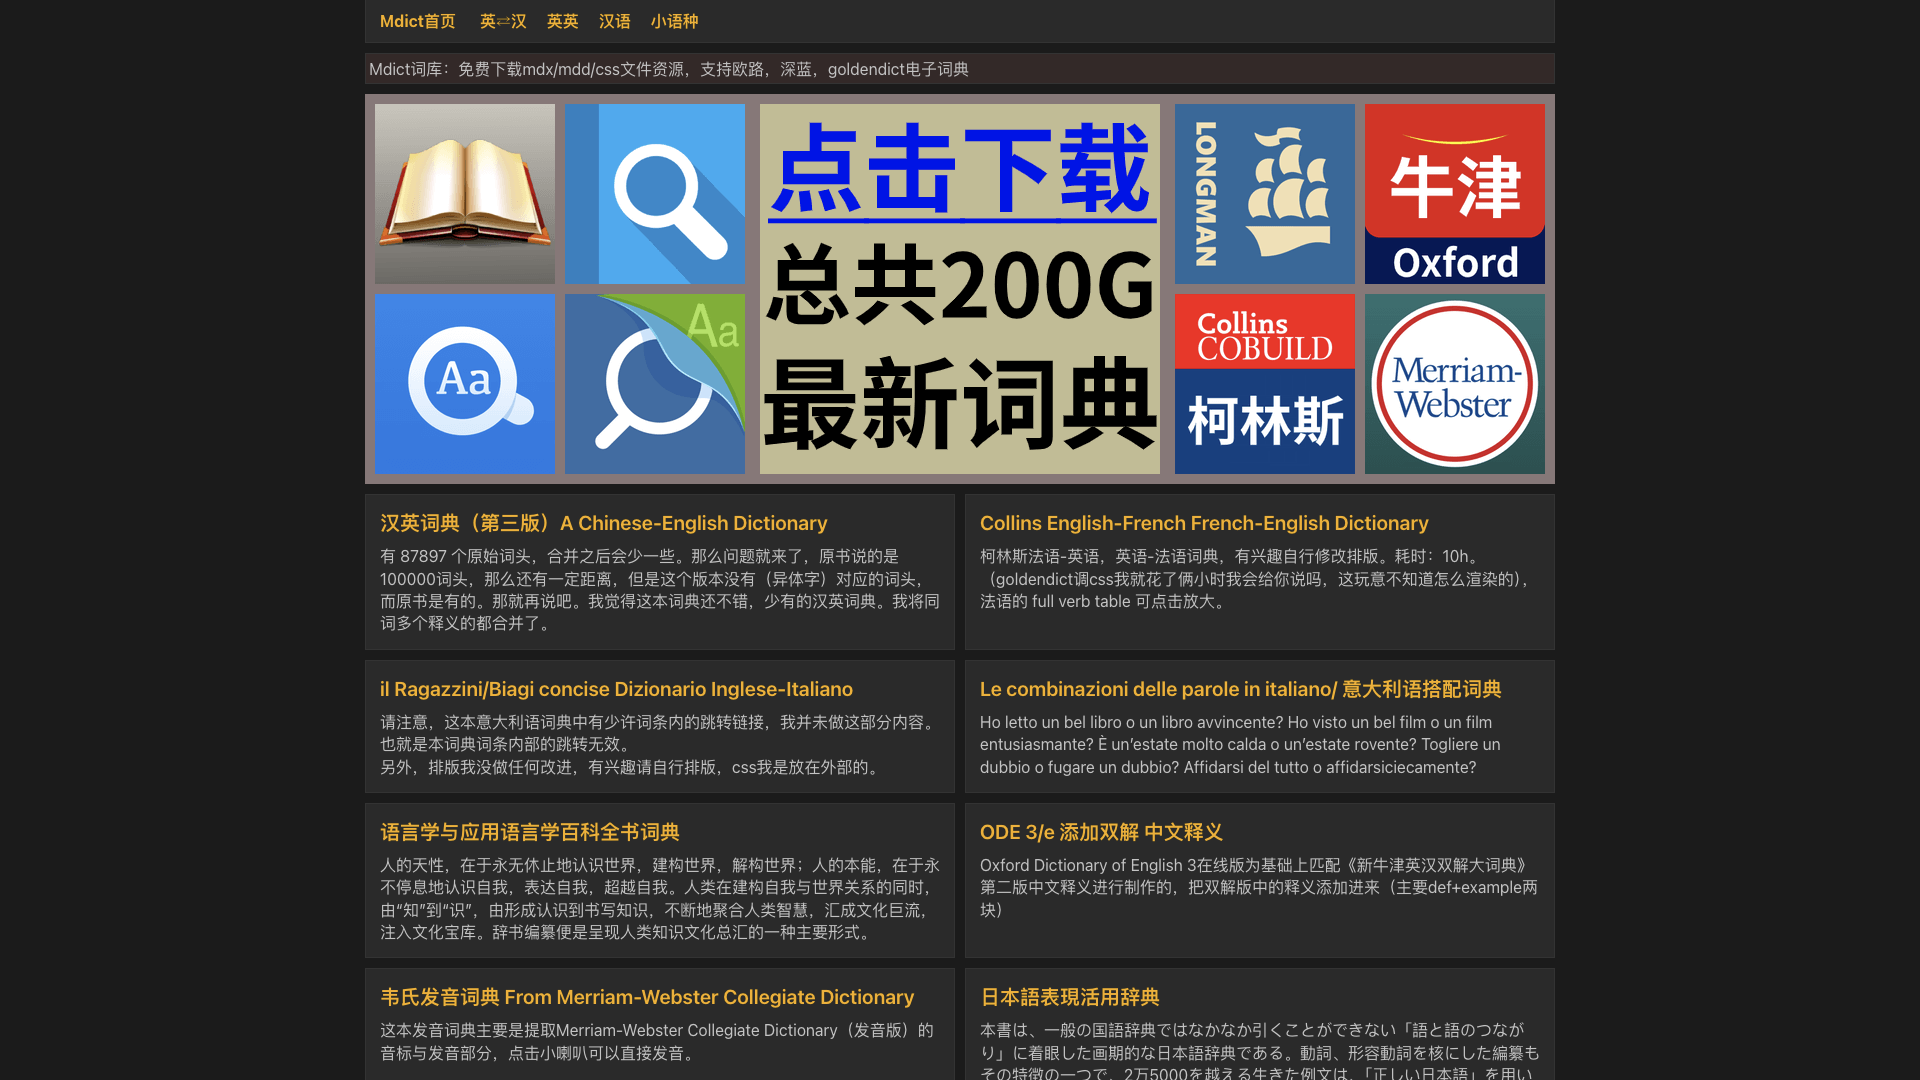 Mdict首页 英⇄汉 英英 汉语 小语种
Mdict词库：免费下载mdx/mdd/css文件资源，支持欧路，深蓝，goldendict电子词典
点击下载
总共200G
最新词典
Aa
Aa
LONGMAN
牛津
Oxford
Collins
COBUILD
柯林斯
Merriam-
Webster
汉英词典（第三版）A Chinese-English Dictionary
有 87897 个原始词头，合并之后会少一些。那么问题就来了，原书说的是
100000词头，那么还有一定距离，但是这个版本没有（异体字）对应的词头，
而原书是有的。那就再说吧。我觉得这本词典还不错，少有的汉英词典。我将同
词多个释义的都合并了。
Collins English-French French-English Dictionary
柯林斯法语-英语，英语-法语词典，有兴趣自行修改排版。耗时：10h。
（goldendict调css我就花了俩小时我会给你说吗，这玩意不知道怎么渲染的），
法语的 full verb table 可点击放大。
il Ragazzini/Biagi concise Dizionario Inglese-Italiano
请注意，这本意大利语词典中有少许词条内的跳转链接，我并未做这部分内容。
也就是本词典词条内部的跳转无效。
另外，排版我没做任何改进，有兴趣请自行排版，css我是放在外部的。
Le combinazioni delle parole in italiano/ 意大利语搭配词典
Ho letto un bel libro o un libro avvincente? Ho visto un bel film o un film
entusiasmante? È un’estate molto calda o un’estate rovente? Togliere un
dubbio o fugare un dubbio? Affidarsi del tutto o affidarsiciecamente?
语言学与应用语言学百科全书词典
人的天性，在于永无休止地认识世界，建构世界，解构世界；人的本能，在于永
不停息地认识自我，表达自我，超越自我。人类在建构自我与世界关系的同时，
由“知”到“识”，由形成认识到书写知识，不断地聚合人类智慧，汇成文化巨流，
注入文化宝库。辞书编纂便是呈现人类知识文化总汇的一种主要形式。
ODE 3/e 添加双解 中文释义
Oxford Dictionary of English 3在线版为基础上匹配《新牛津英汉双解大词典》
第二版中文释义进行制作的，把双解版中的释义添加进来（主要def+example两
块）
韦氏发音词典 From Merriam-Webster Collegiate Dictionary
这本发音词典主要是提取Merriam-Webster Collegiate Dictionary（发音版）的
音标与发音部分，点击小喇叭可以直接发音。
日本語表現活用辞典
本書は、一般の国語辞典ではなかなか引くことができない「語と語のつなが
り」に着眼した画期的な日本語辞典である。動詞、形容動詞を核にした編纂も
その特徴の一つで、2万5000を越える生きた例文は、「正しい日本語」を用い